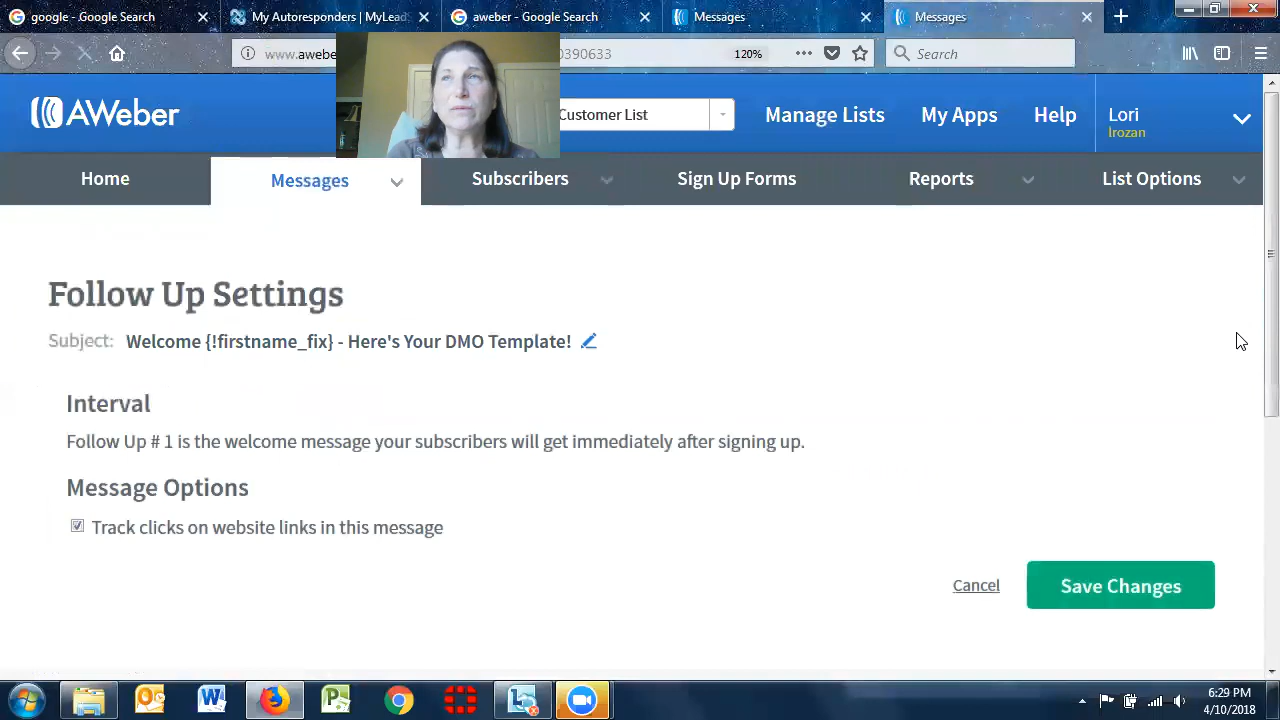 google - Google Search
My Autoresponders | MyLeadS
aweber - Google Search
Messages
Messages
www.awebe
0390633
120%
Search
AWeber
Customer List
Manage Lists
My Apps
Help
Lori
lrozan
Home
Messages
Subscribers
Sign Up Forms
Reports
List Options
Follow Up Settings
Subject: Welcome {!firstname_fix} - Here's Your DMO Template!
Interval
Follow Up # 1 is the welcome message your subscribers will get immediately after signing up.
Message Options
Track clicks on website links in this message
Cancel
Save Changes
6:29 PM
4/10/2018